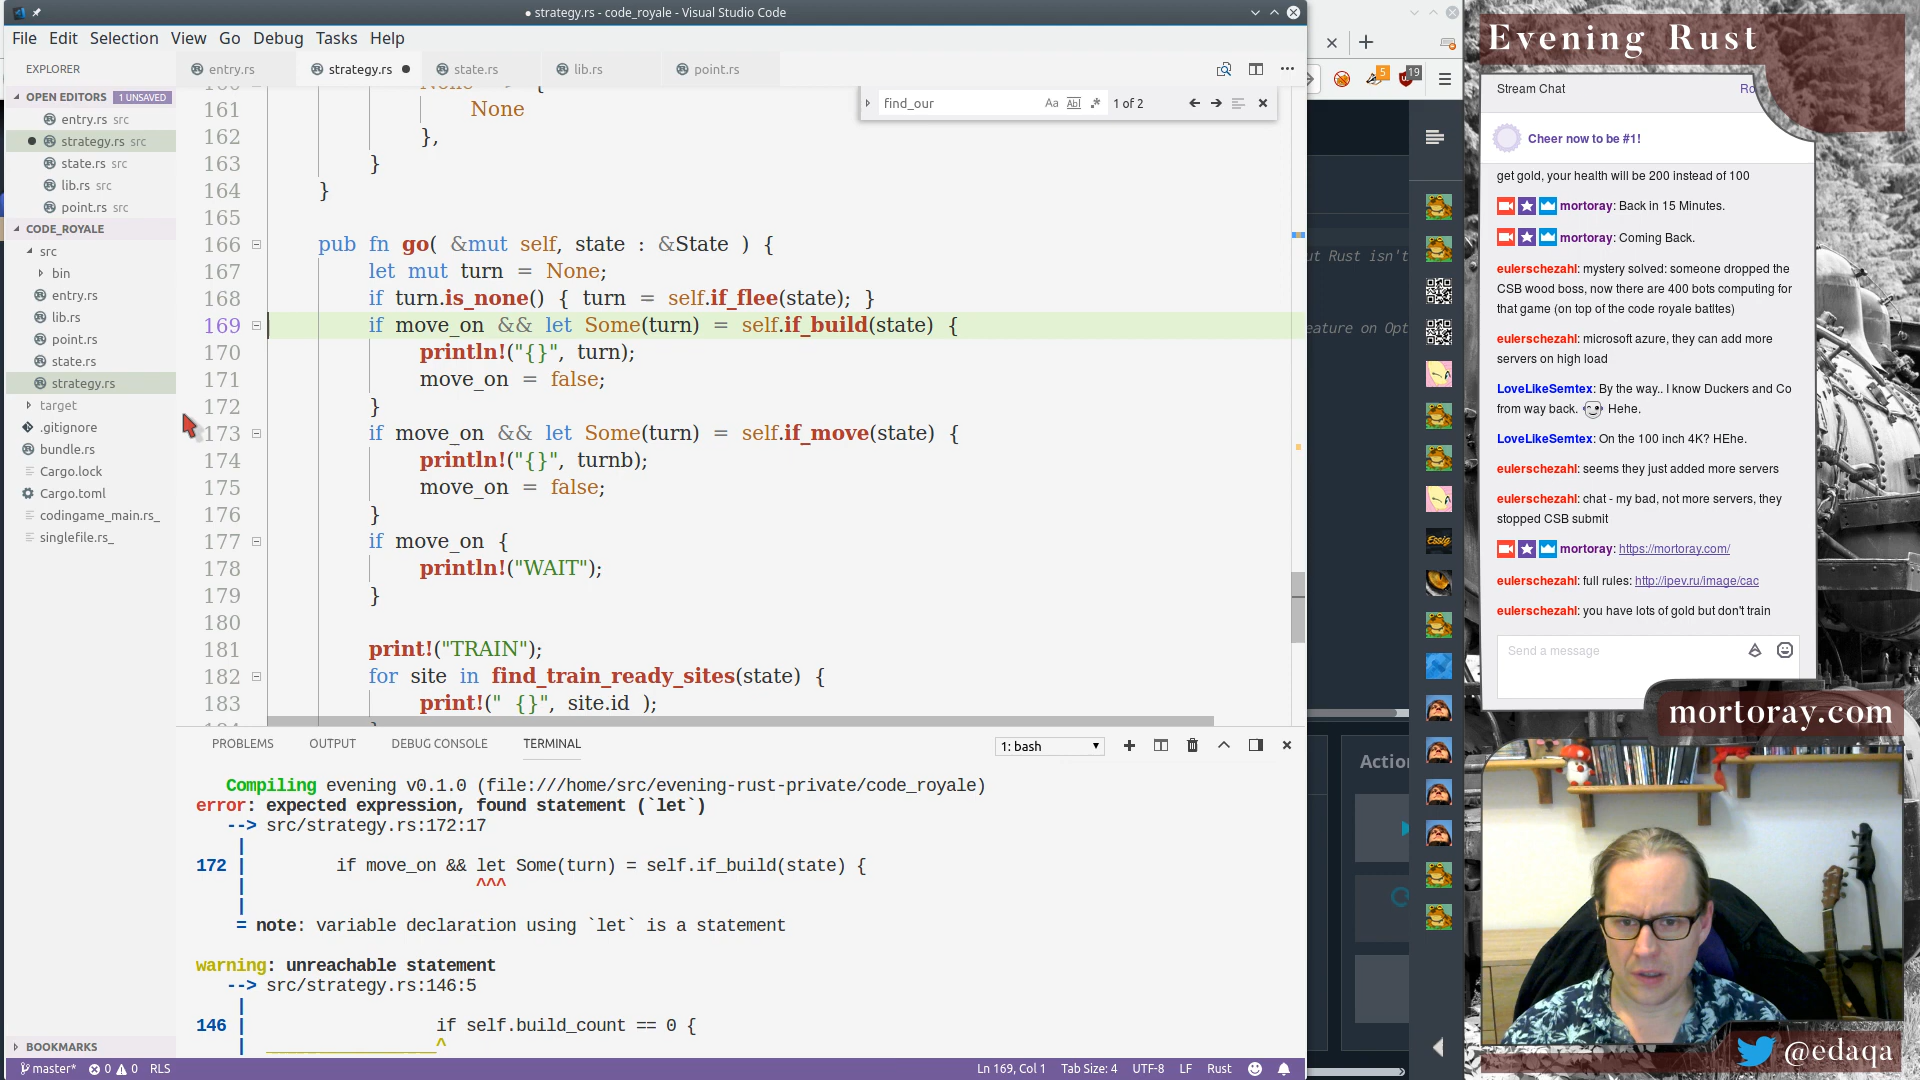 ● strategy.rs - code_royale - Visual Studio Code
File Edit Selection View Go Debug Tasks Help
EXPLORER
OPEN EDITORS 1 UNSAVED
entry.rs src
strategy.rs src
state.rs src
lib.rs src
point.rs src
CODE_ROYALE
src
bin
entry.rs
lib.rs
point.rs
state.rs
strategy.rs
target
.gitignore
bundle.rs
Cargo.lock
Cargo.toml
codingame_main.rs_
singlefile.rs_
BOOKMARKS
entry.rs strategy.rs ● state.rs lib.rs point.rs
find_our Aa Abl .* 1 of 2
161 None
162 },
163 }
164 }
165
166 pub fn go( &mut self, state : &State ) {
167 let mut turn = None;
168 if turn.is_none() { turn = self.if_flee(state); }
169 if move_on && let Some(turn) = self.if_build(state) {
170 println!("{}", turn);
171 move_on = false;
172 }
173 if move_on && let Some(turn) = self.if_move(state) {
174 println!("{}", turnb);
175 move_on = false;
176 }
177 if move_on {
178 println!("WAIT");
179 }
180
181 print!("TRAIN");
182 for site in find_train_ready_sites(state) {
183 print!(" {}", site.id );
PROBLEMS OUTPUT DEBUG CONSOLE TERMINAL
1: bash
Compiling evening v0.1.0 (file:///home/src/evening-rust-private/code_royale)
error: expected expression, found statement (`let`)
--> src/strategy.rs:172:17
|
172 | if move_on && let Some(turn) = self.if_build(state) {
| ^^^
|
= note: variable declaration using `let` is a statement
warning: unreachable statement
--> src/strategy.rs:146:5
|
146 | if self.build_count == 0 {
| _________________^
master* 0 0 RLS
Ln 169, Col 1 Tab Size: 4 UTF-8 LF Rust
5 19
ut Rust isn't
eature on Opt
Action
Essig
Evening Rust
Stream Chat
Ro
Cheer now to be #1!
get gold, your health will be 200 instead of 100
mortoray: Back in 15 Minutes.
mortoray: Coming Back.
eulerschezahl: mystery solved: someone dropped the
CSB wood boss, now there are 400 bots computing for
that game (on top of the code royale batltes)
eulerschezahl: microsoft azure, they can add more
servers on high load
LoveLikeSemtex: By the way.. I know Duckers and Co
from way back. Hehe.
LoveLikeSemtex: On the 100 inch 4K? HEhe.
eulerschezahl: seems they just added more servers
eulerschezahl: chat - my bad, not more servers, they
stopped CSB submit
mortoray: https://mortoray.com/
eulerschezahl: full rules: http://ipev.ru/image/cac
eulerschezahl: you have lots of gold but don't train
Send a message
mortoray.com
@edaqa